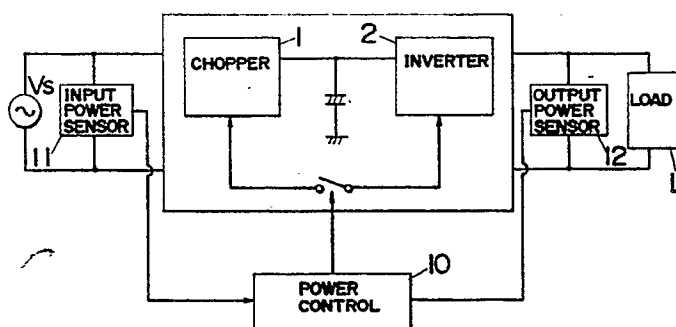 1
2
CHOPPER
INVERTER
Vs
INPUT
POWER
SENSOR
11
OUTPUT
POWER
SENSOR
12
LOAD
L
10
POWER
CONTROL